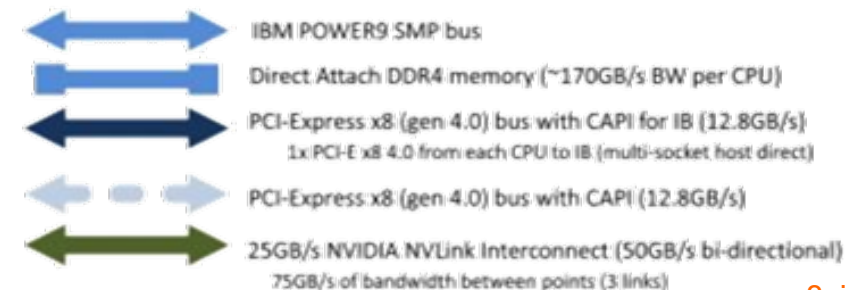 IBM POWER9 SMP bus
Direct Attach DDR4 memory (~170GB/s BW per CPU)
PCI-Express x8 (gen 4.0) bus with CAPI for IB (12.8GB/s)
1x PCI-E x8 4.0 from each CPU to IB (multi-socket host direct)
PCI-Express x8 (gen 4.0) bus with CAPI (12.8GB/s)
25GB/s NVIDIA NVLink Interconnect (50GB/s bi-directional)
75GB/s of bandwidth between points (3 links)